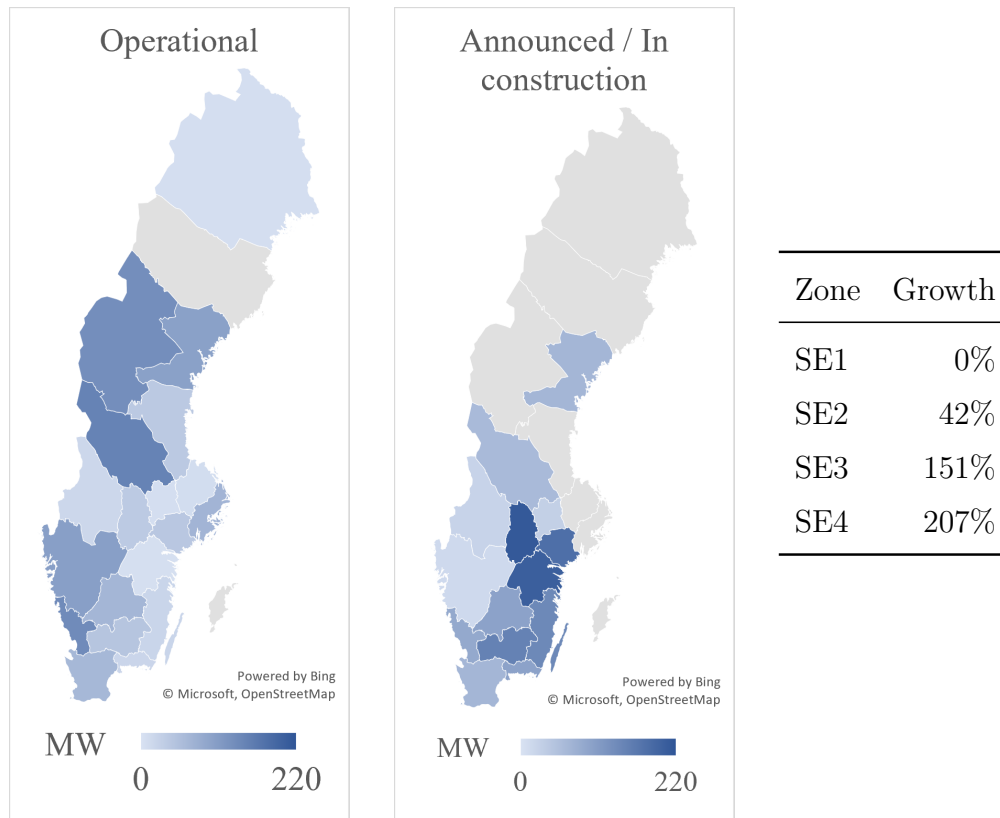 Operational
Powered by Bing
© Microsoft, OpenStreetMap
MW
0 220
Announced / In
construction
Powered by Bing
© Microsoft, OpenStreetMap
MW
0 220
Zone Growth
SE1 0%
SE2 42%
SE3 151%
SE4 207%